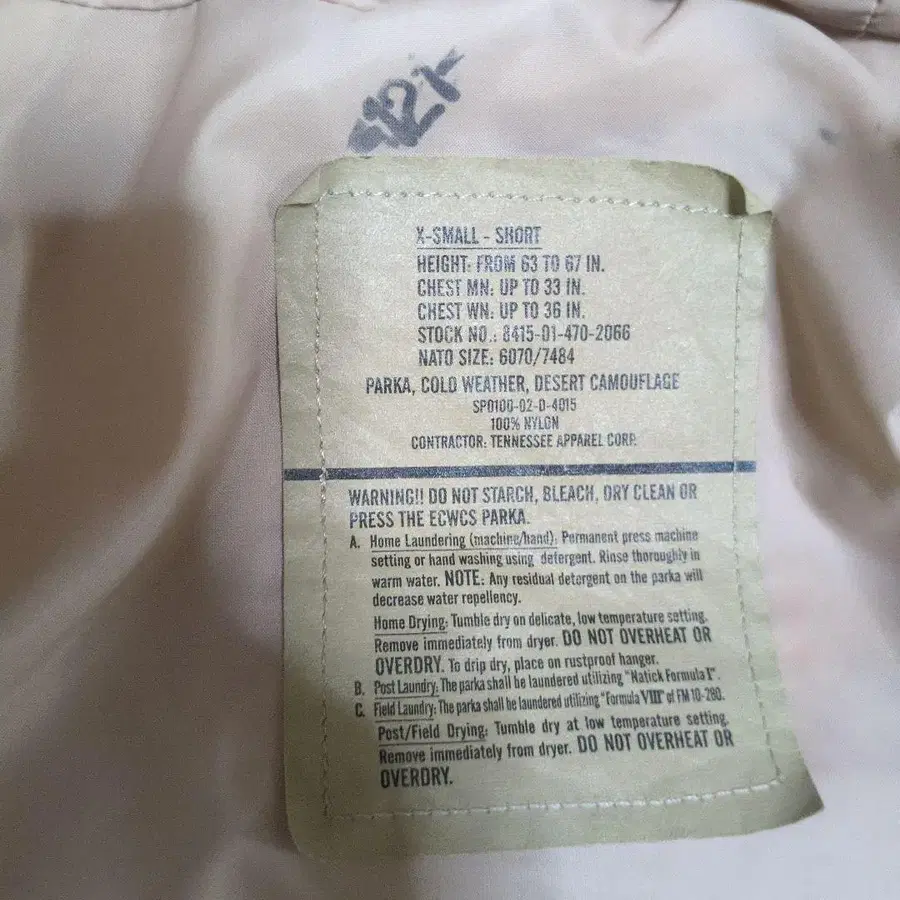 X-SMALL - SHORT
HEIGHT: FROM 63 TO 67 IN.
CHEST MN: UP TO 33 IN.
CHEST WN: UP TO 36 IN.
STOCK NO.: 8415-01-470-2066
NATO SIZE: 6070/7484
PARKA, COLD WEATHER, DESERT CAMOUFLAGE
SP0100-02-D-4015
100% NYLON
CONTRACTOR: TENNESSEE APPAREL CORP.
WARNING!! DO NOT STARCH, BLEACH, DRY CLEAN OR
PRESS THE ECWCS PARKA.
A. Home Laundering (machine/hand): Permanent press machine
setting or hand washing using detergent. Rinse thoroughly in
warm water. NOTE: Any residual detergent on the parka will
decrease water repellency.
Home Drying: Tumble dry on delicate, low temperature setting.
Remove immediately from dryer. DO NOT OVERHEAT OR
OVERDRY. To drip dry, place on rustproof hanger.
B. Post Laundry: The parka shall be laundered utilizing "Natick Formula I".
C. Field Laundry: The parka shall be laundered utilizing "Formula VIII" of FM 10-280.
Post/Field Drying: Tumble dry at low temperature setting.
Remove immediately from dryer. DO NOT OVERHEAT OR
OVERDRY.